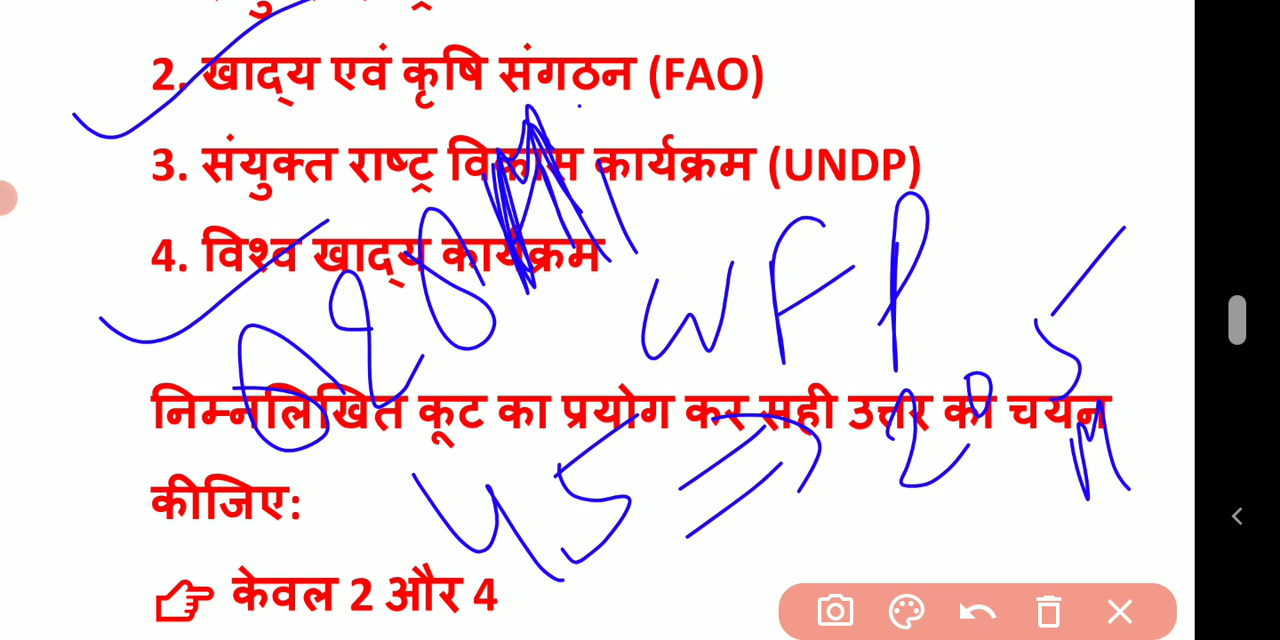 2. खाद्य एवं कृषि संगठन (FAO)
3. संयुक्त राष्ट्र विकास कार्यक्रम (UNDP)
4. विश्व खाद्य कार्यक्रम
WFP
निम्नलिखित कूट का प्रयोग कर सही उत्तर का चयन
कीजिए:
केवल 2 और 4